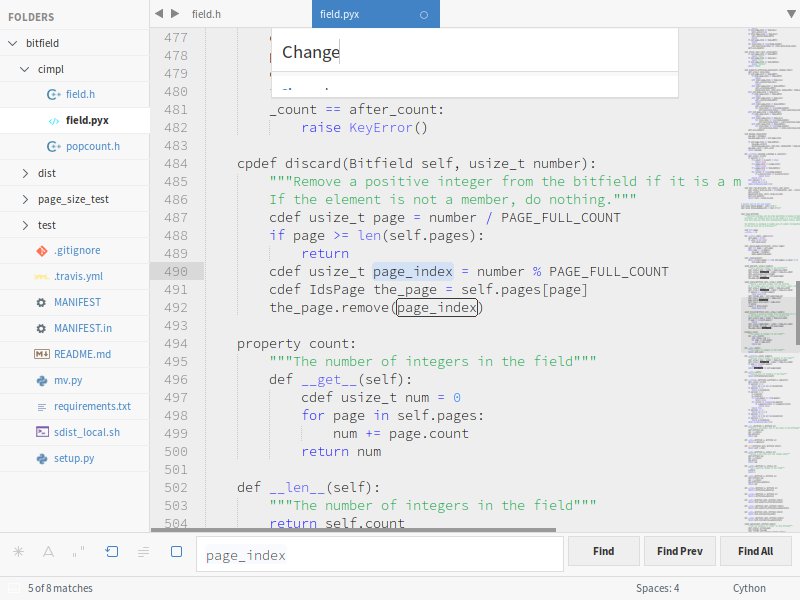 FOLDERS
bitfield
cimpl
field.h
field.pyx
popcount.h
dist
page_size_test
test
.gitignore
.travis.yml
MANIFEST
MANIFEST.in
README.md
mv.py
requirements.txt
sdist_local.sh
setup.py
field.h
field.pyx
Change
477
478
479
480
481 _count == after_count:
482 raise KeyError()
483
484 cpdef discard(Bitfield self, usize_t number):
485 """Remove a positive integer from the bitfield if it is a m
486 If the element is not a member, do nothing."""
487 cdef usize_t page = number / PAGE_FULL_COUNT
488 if page >= len(self.pages):
489 return
490 cdef usize_t page_index = number % PAGE_FULL_COUNT
491 cdef IdsPage the_page = self.pages[page]
492 the_page.remove(page_index)
493
494 property count:
495 """The number of integers in the field"""
496 def __get__(self):
497 cdef usize_t num = 0
498 for page in self.pages:
499 num += page.count
500 return num
501
502 def __len__(self):
503 """The number of integers in the field"""
504 return self.count
page_index
Find
Find Prev
Find All
5 of 8 matches
Spaces: 4
Cython